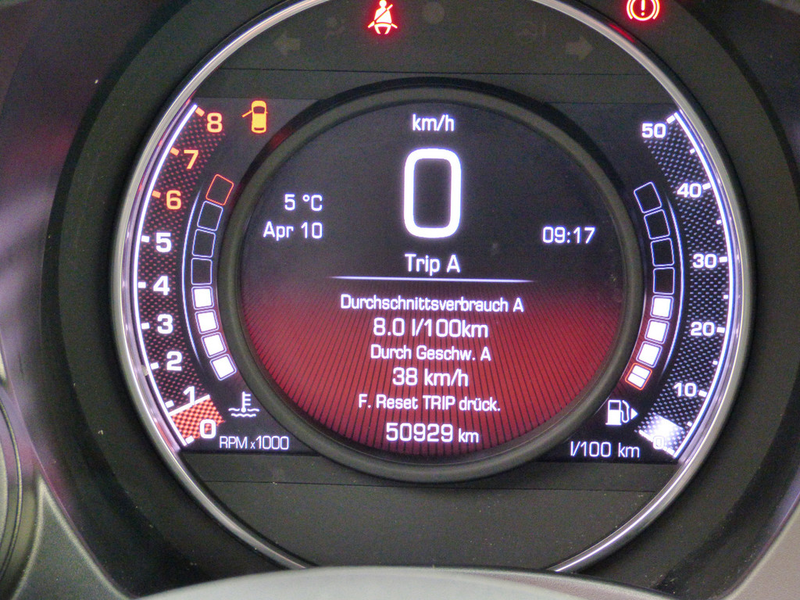 km/h
0
5 °C
Apr 10
09:17
Trip A
Durchschnittsverbrauch A
8.0 l/100km
Durch Geschw. A
38 km/h
F. Reset TRIP drück.
50929 km
8
7
6
5
4
3
2
1
0
RPM x1000
50
40
30
20
10
0
l/100 km